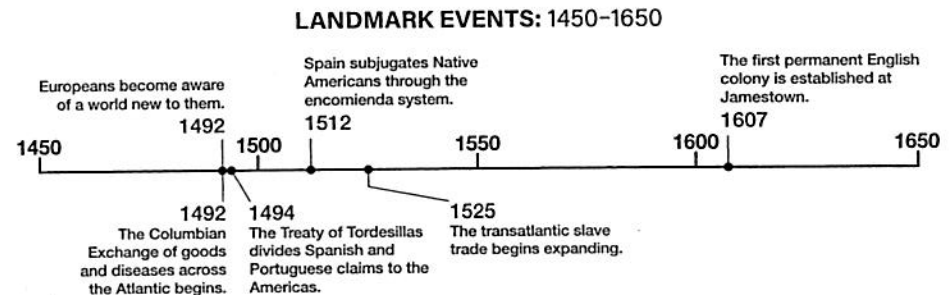 LANDMARK EVENTS: 1450–1650
Europeans become aware
of a world new to them.
1492
Spain subjugates Native
Americans through the
encomienda system.
1512
The first permanent English
colony is established at
Jamestown.
1607
1450
1500
1550
1600
1650
1492
The Columbian
Exchange of goods
and diseases across
the Atlantic begins.
1494
The Treaty of Tordesillas
divides Spanish and
Portuguese claims to the
Americas.
1525
The transatlantic slave
trade begins expanding.